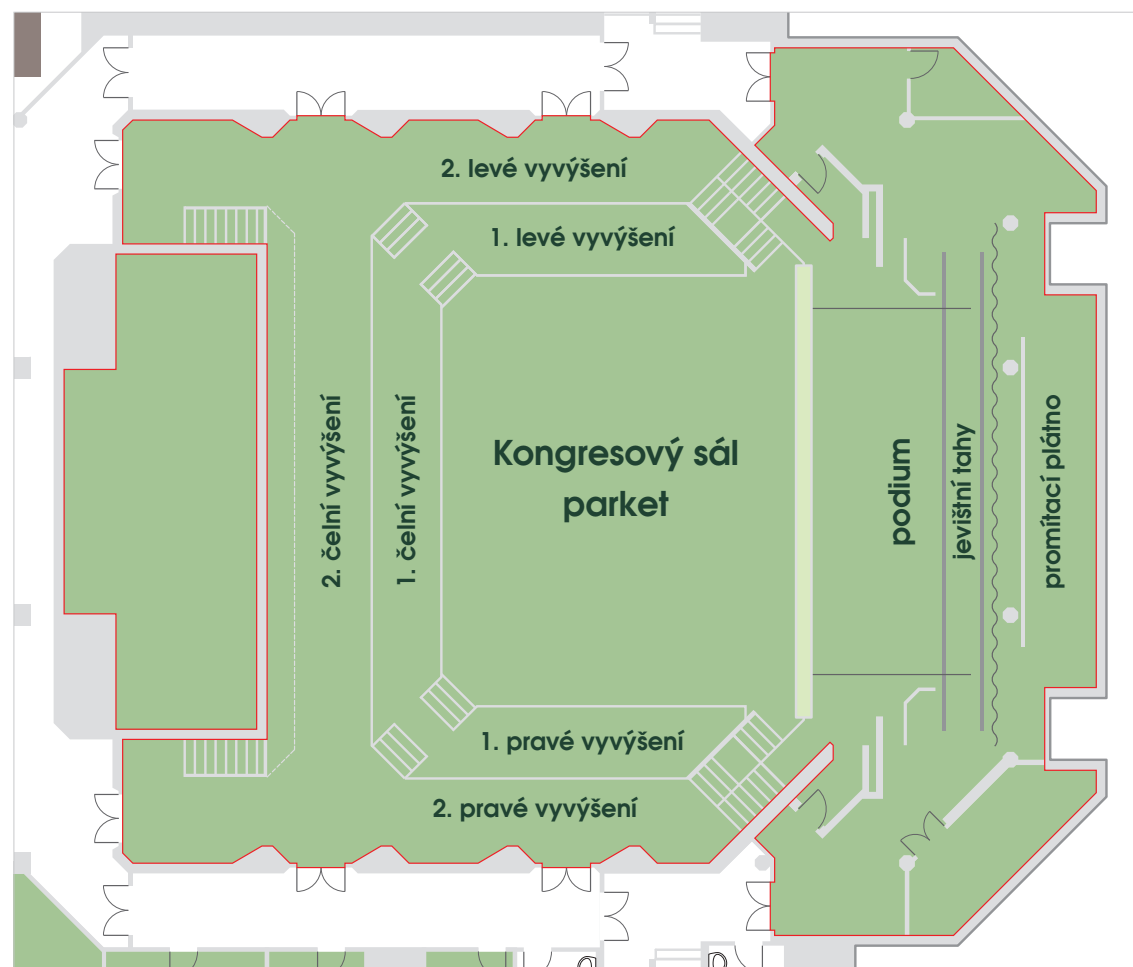 2. levé vyvýšení
1. levé vyvýšení
2. čelní vyvýšení
1. čelní vyvýšení
Kongresový sál
parket
podium
jevištní tahy
promítací plátno
1. pravé vyvýšení
2. pravé vyvýšení